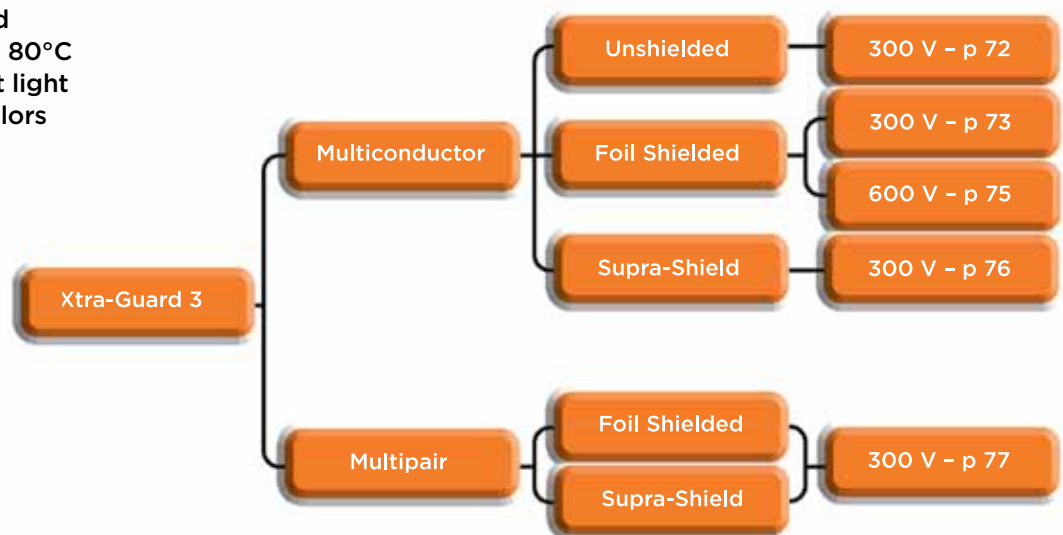 80°C
light
Unshielded
300 V – p 72
Multiconductor
Foil Shielded
300 V – p 73
600 V – p 75
Supra-Shield
300 V – p 76
Xtra-Guard 3
Multipair
Foil Shielded
Supra-Shield
300 V – p 77